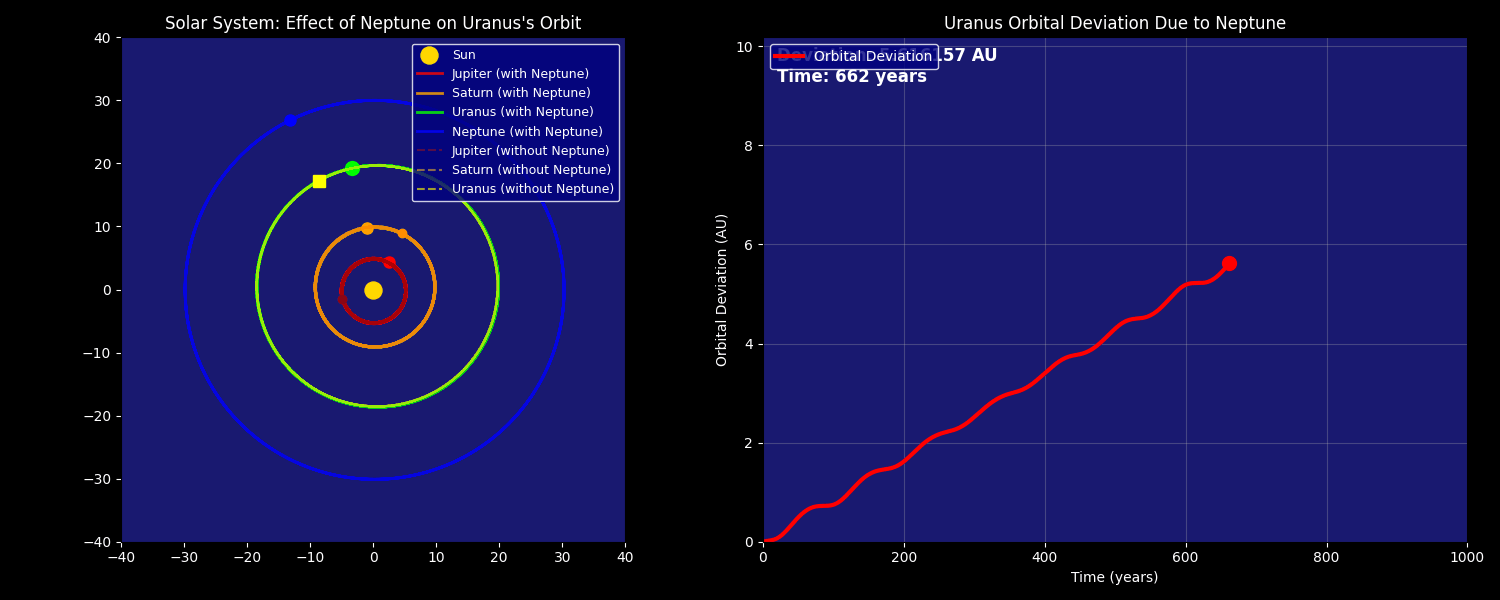 Solar System: Effect of Neptune on Uranus's Orbit
40
30
20
10
0
−10
−20
−30
−40
−40 −30 −20 −10 0 10 20 30 40
Sun
Jupiter (with Neptune)
Saturn (with Neptune)
Uranus (with Neptune)
Neptune (with Neptune)
Jupiter (without Neptune)
Saturn (without Neptune)
Uranus (without Neptune)
Uranus Orbital Deviation Due to Neptune
Orbital Deviation
57 AU
Time: 662 years
Orbital Deviation (AU)
10
8
6
4
2
0
0 200 400 600 800 1000
Time (years)